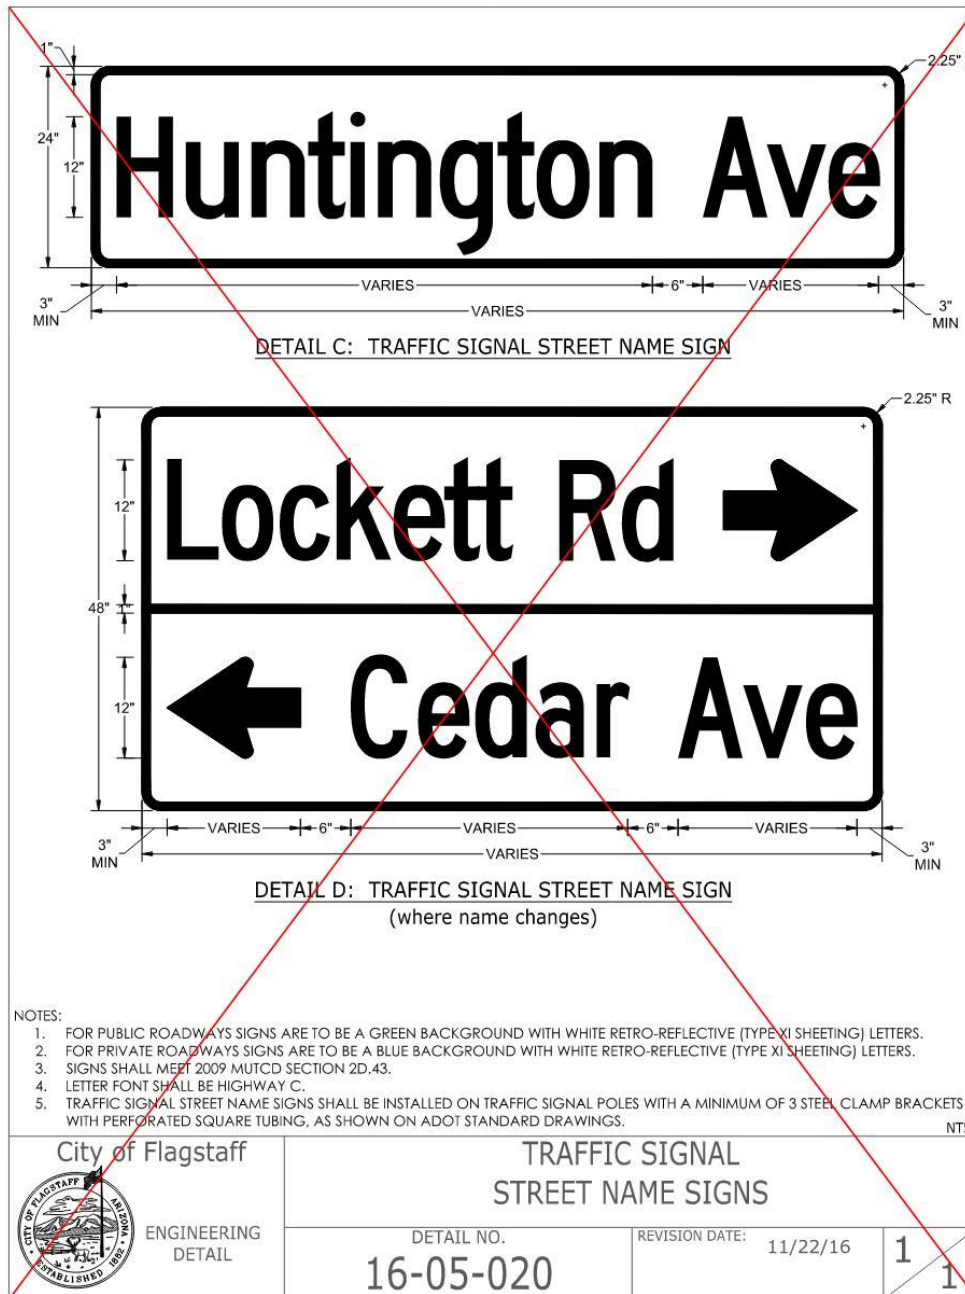 1"
2.25"
24"
12"
Huntington Ave
VARIES
6"
VARIES
3"
MIN
VARIES
3"
MIN
DETAIL C: TRAFFIC SIGNAL STREET NAME SIGN
2.25" R
12"
Lockett Rd
48"
1"
12"
Cedar Ave
VARIES
6"
VARIES
6"
VARIES
3"
MIN
VARIES
3"
MIN
DETAIL D: TRAFFIC SIGNAL STREET NAME SIGN
(where name changes)
NOTES:
1. FOR PUBLIC ROADWAYS SIGNS ARE TO BE A GREEN BACKGROUND WITH WHITE RETRO-REFLECTIVE (TYPE XI SHEETING) LETTERS.
2. FOR PRIVATE ROADWAYS SIGNS ARE TO BE A BLUE BACKGROUND WITH WHITE RETRO-REFLECTIVE (TYPE XI SHEETING) LETTERS.
3. SIGNS SHALL MEET 2009 MUTCD SECTION 2D.43.
4. LETTER FONT SHALL BE HIGHWAY C.
5. TRAFFIC SIGNAL STREET NAME SIGNS SHALL BE INSTALLED ON TRAFFIC SIGNAL POLES WITH A MINIMUM OF 3 STEEL CLAMP BRACKETS
WITH PERFORATED SQUARE TUBING, AS SHOWN ON ADOT STANDARD DRAWINGS.
NTS
City of Flagstaff
CITY OF FLAGSTAFF
ARIZONA
ESTABLISHED 1882
ENGINEERING
DETAIL
TRAFFIC SIGNAL
STREET NAME SIGNS
DETAIL NO.
16-05-020
REVISION DATE: 11/22/16
1
1